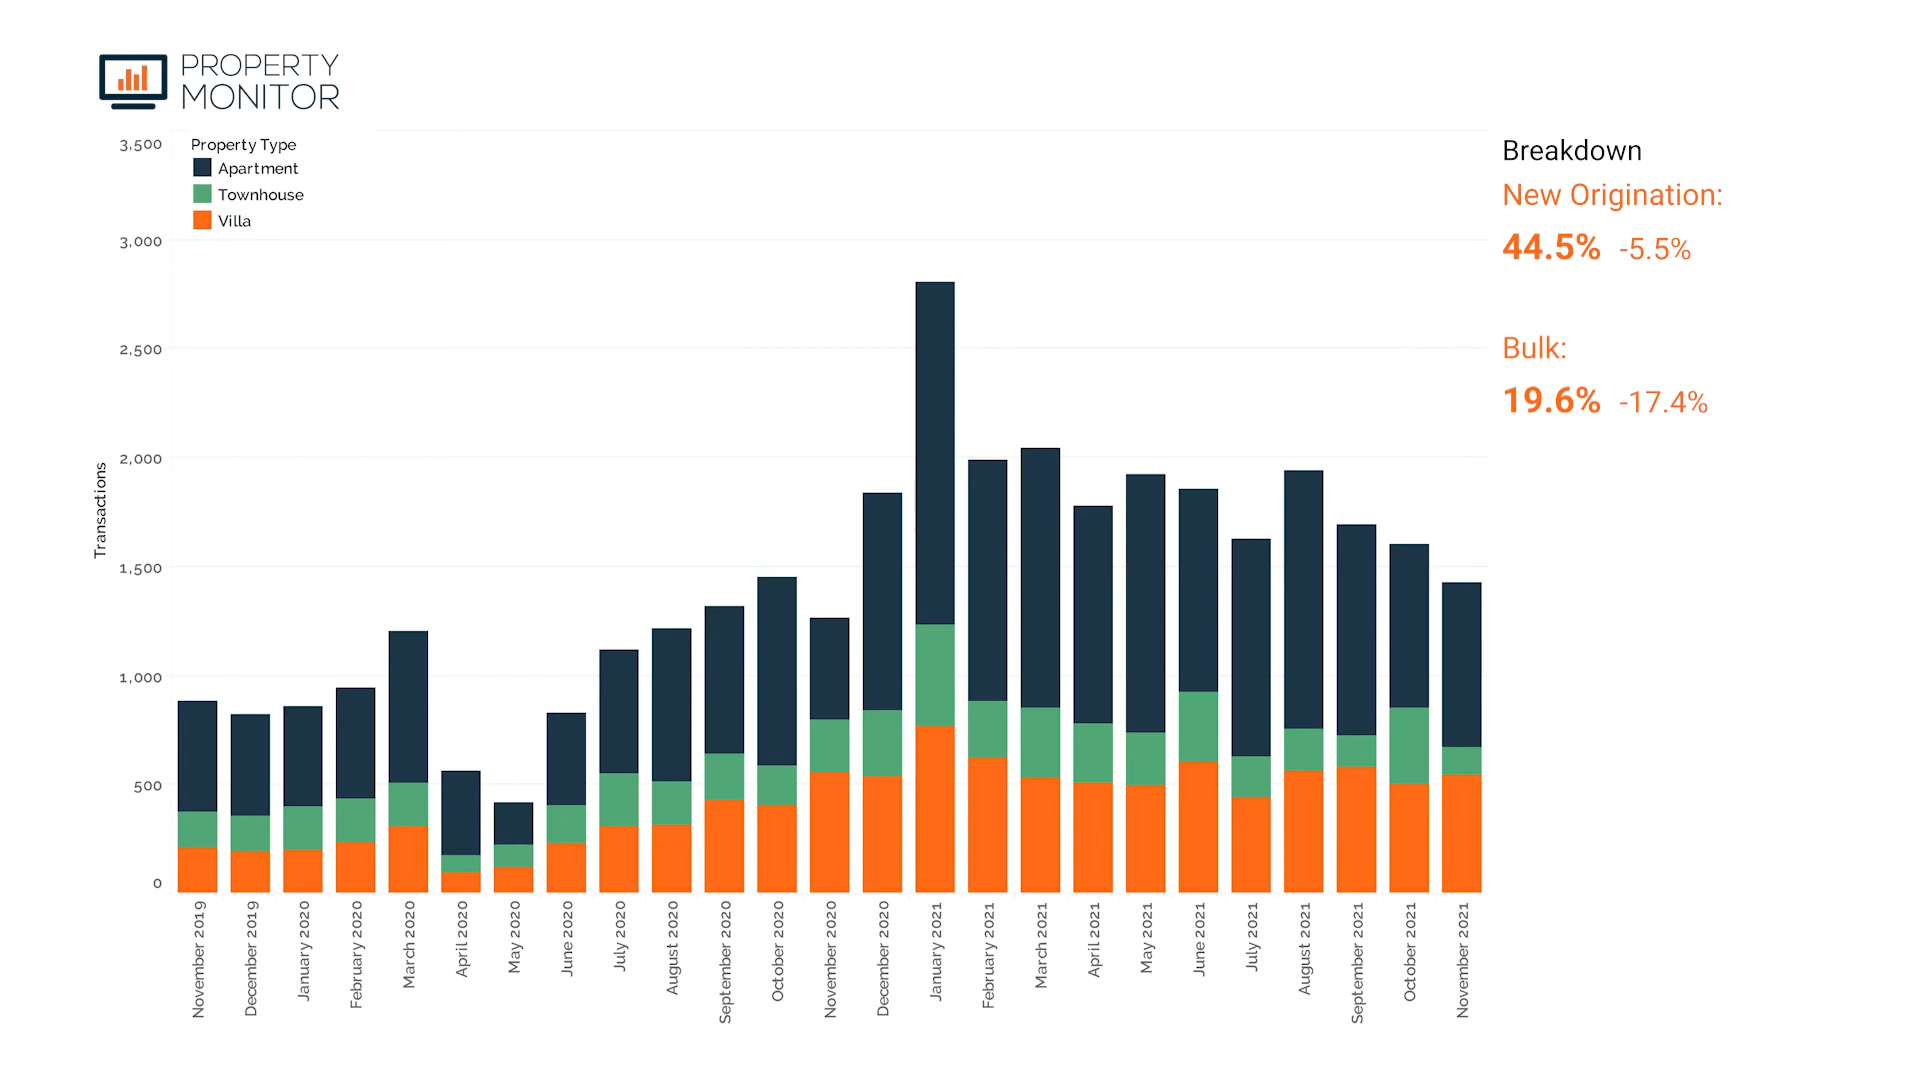 PROPERTY
MONITOR
Property Type
Apartment
Townhouse
Villa
3,500
3,000
2,500
2,000
1,500
1,000
500
0
Transactions
November 2019
December 2019
January 2020
February 2020
March 2020
April 2020
May 2020
June 2020
July 2020
August 2020
September 2020
October 2020
November 2020
December 2020
January 2021
February 2021
March 2021
April 2021
May 2021
June 2021
July 2021
August 2021
September 2021
October 2021
November 2021
Breakdown
New Origination:
44.5% -5.5%
Bulk:
19.6% -17.4%